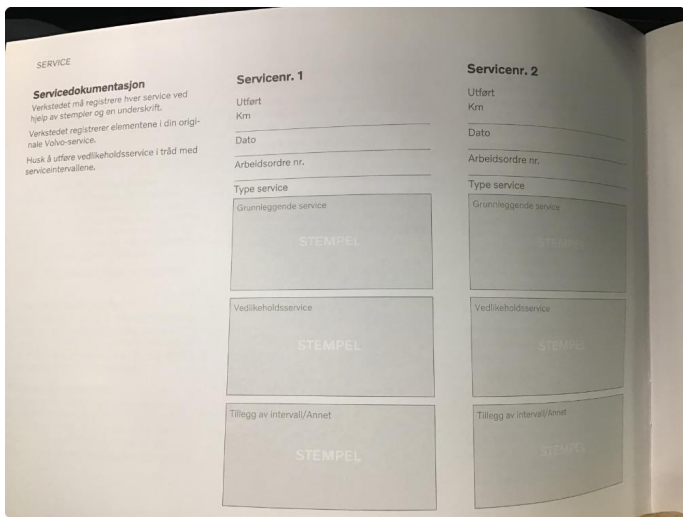 SERVICE
Servicedokumentasjon
Verkstedet må registrere hver service ved
hjelp av stempler og en underskrift.
Verkstedet registrerer elementene i din origi-
nale Volvo-service.
Husk å utføre vedlikeholdsservice i tråd med
serviceintervallene.
Servicenr. 1
Utført
Km
Dato
Arbeidsordre nr.
Type service
Grunnleggende service
STEMPEL
Vedlikeholdsservice
STEMPEL
Tillegg av intervall/Annet
STEMPEL
Servicenr. 2
Utført
Km
Dato
Arbeidsordre nr.
Type service
Grunnleggende service
STEMPEL
Vedlikeholdsservice
STEMPEL
Tillegg av intervall/Annet
STEMPEL